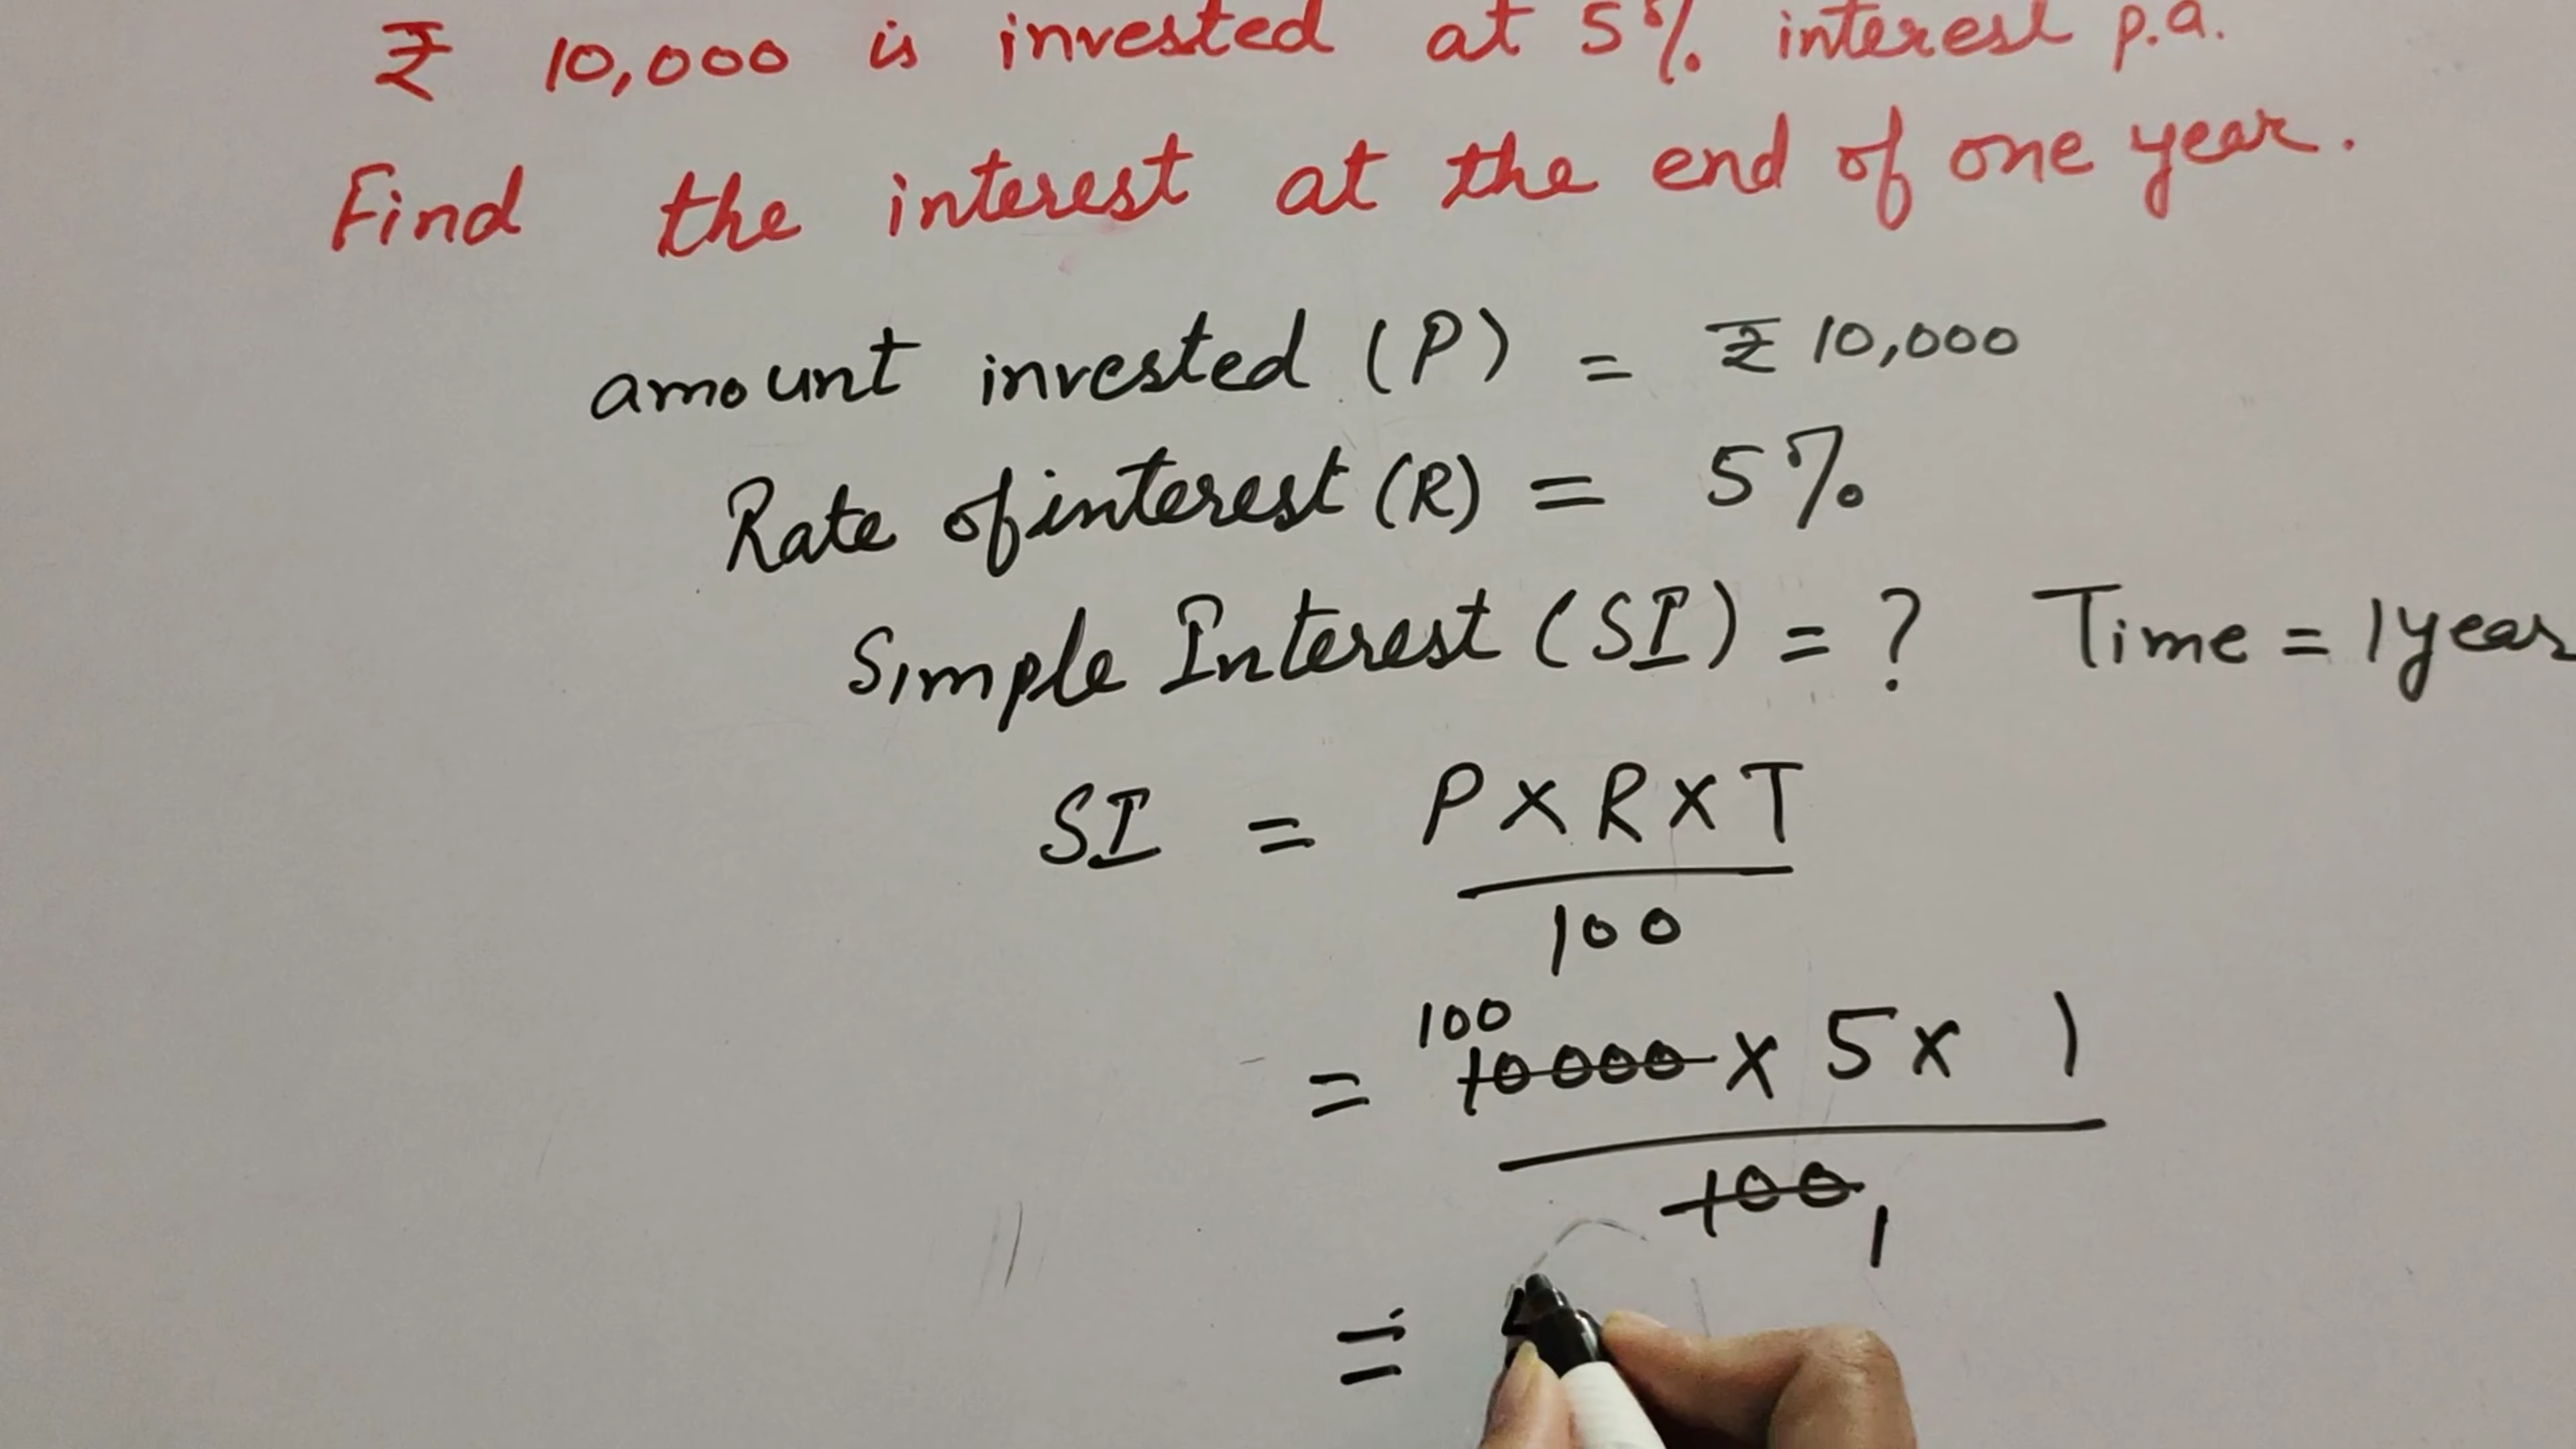 ₹ 10,000 is invested at 5% interest p.a.
Find the interest at the end of one year.
amount invested (P) = ₹ 10,000
Rate of interest (R) = 5%
Simple Interest (SI) = ? Time = 1 year
SI = P × R × T
100
100
= 10000 × 5 × 1
100 1
=